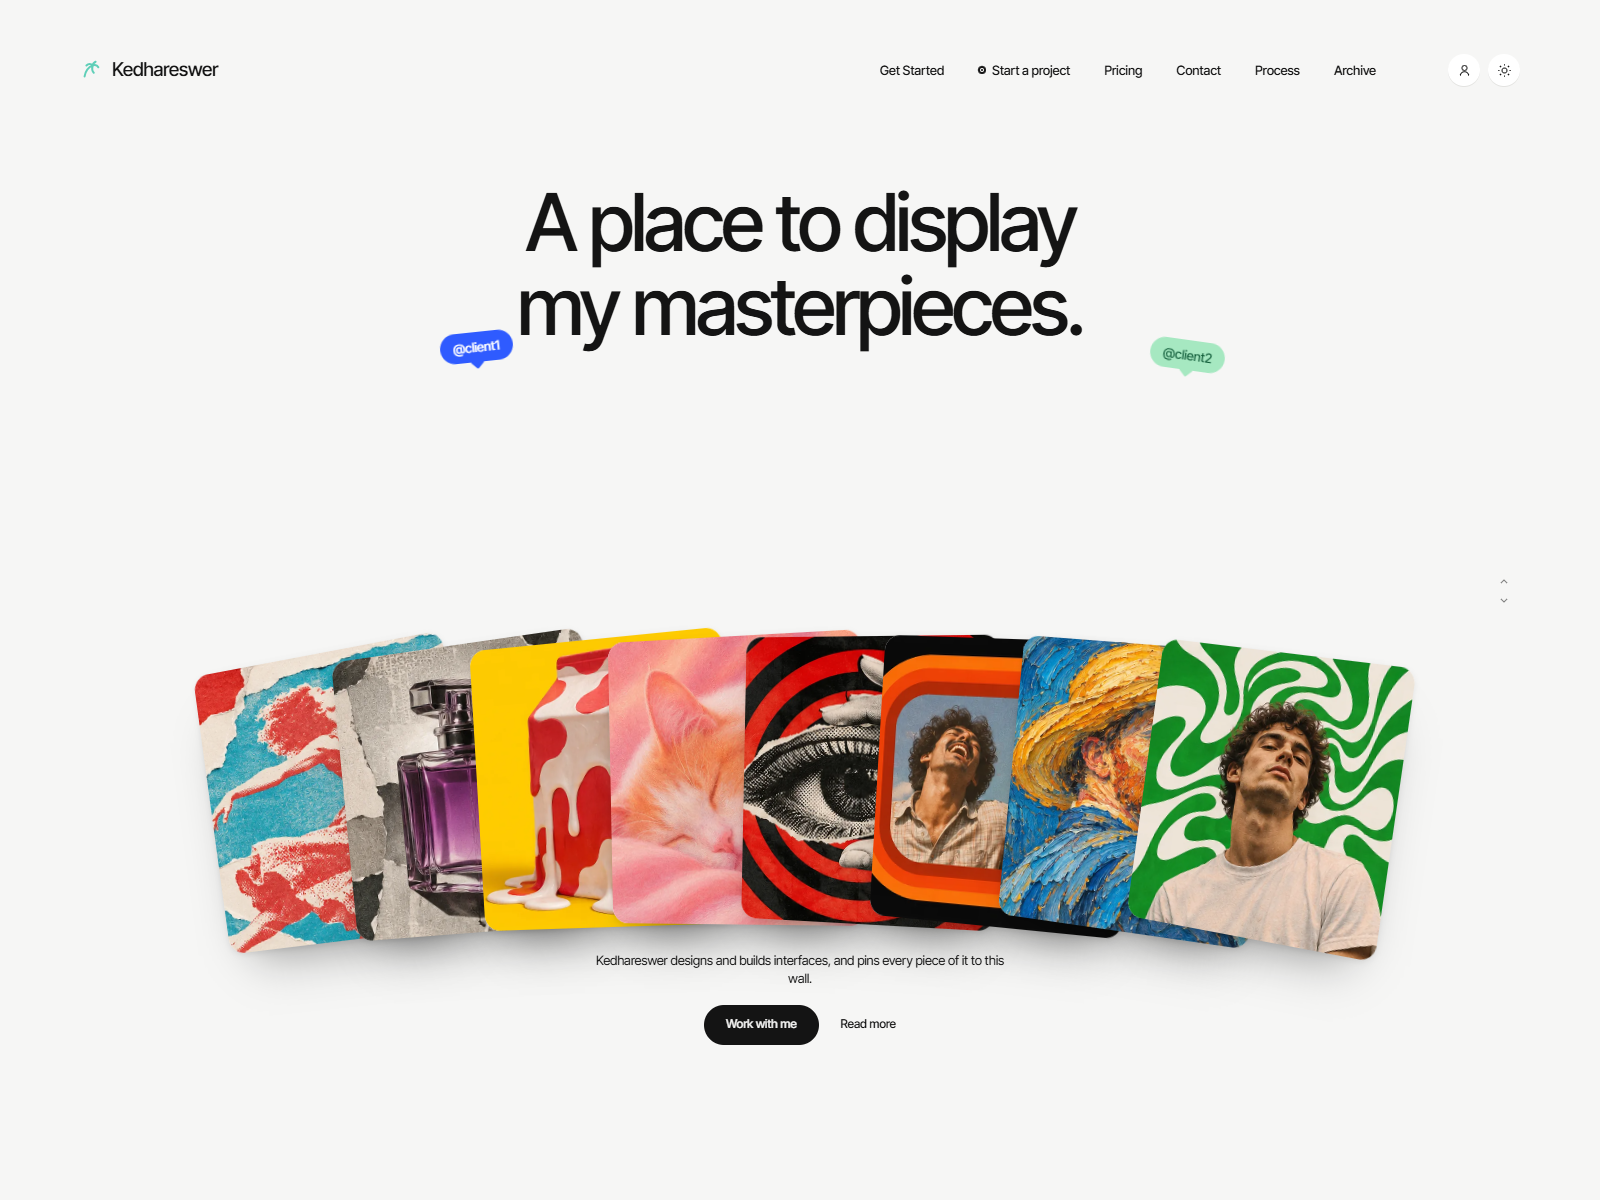 Kedhareswer
Get Started
Start a project
Pricing
Contact
Process
Archive
A place to display
my masterpieces.
@client1
@client2
Kedhareswer designs and builds interfaces, and pins every piece of it to this
wall.
Work with me
Read more